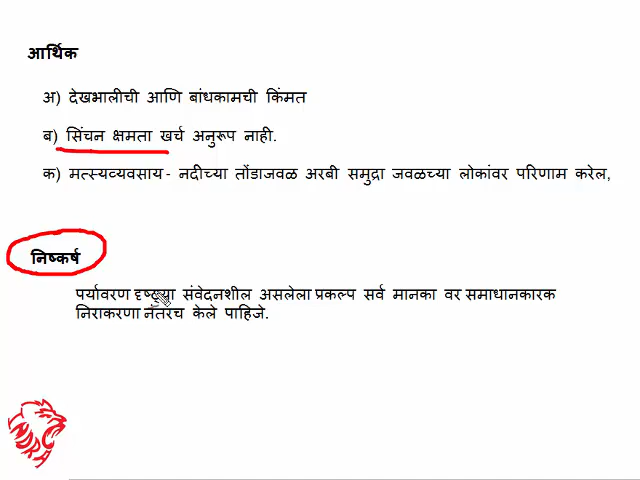 आर्थिक
अ) देखभालीची आणि बांधकामची किंमत
ब) सिंचन क्षमता खर्च अनुरूप नाही.
क) मत्स्यव्यवसाय - नदीच्या तोंडाजवळ अरबी समुद्रा जवळच्या लोकांवर परिणाम करेल,
निष्कर्ष
पर्यावरण दृष्ट्या संवेदनशील असलेला प्रकल्प सर्व मानका वर समाधानकारक
निराकरणा नंतरच केले पाहिजे.